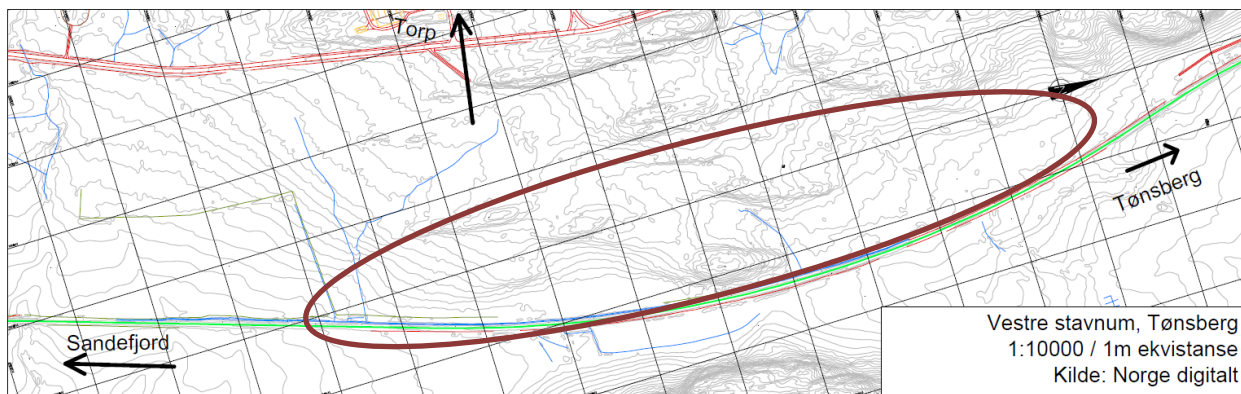 Torp
Tønsberg
Sandefjord
Vestre stavnum, Tønsberg
1:10000 / 1m ekvistanse
Kilde: Norge digitalt